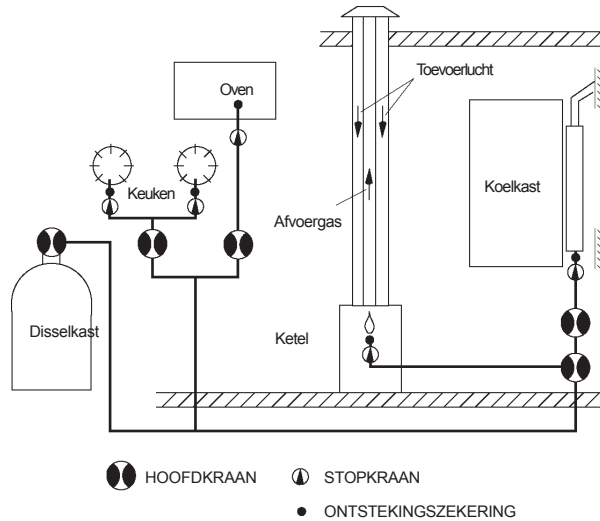 Toevoerlucht
Oven
Keuken
Koelkast
Afvoergas
Disselkast
Ketel
HOOFDKRAAN
STOPKRAAN
ONTSTEKINGSZEKERING